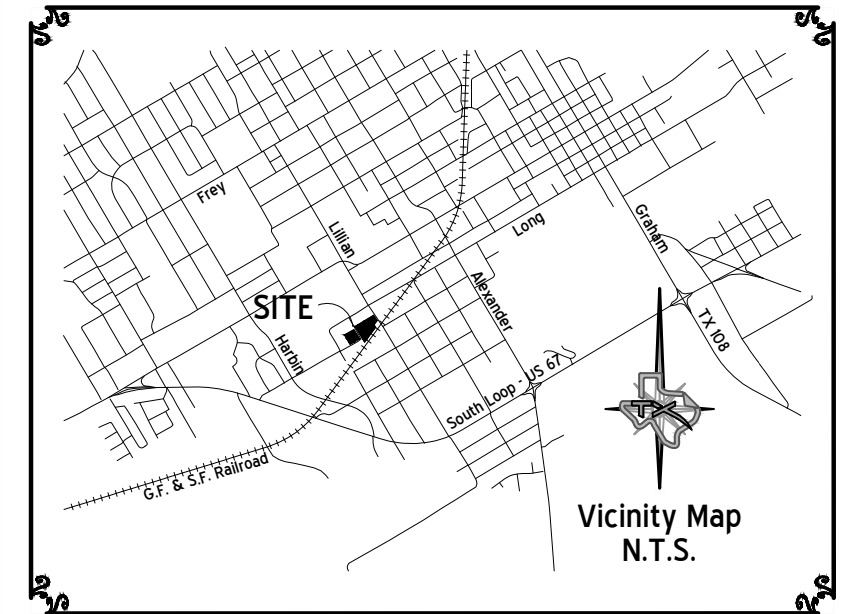 Frey
Lillian
Long
Graham
SITE
Harbin
Alexander
TX 108
South Loop - US 67
TX
G.F. & S.F. Railroad
Vicinity Map
N.T.S.